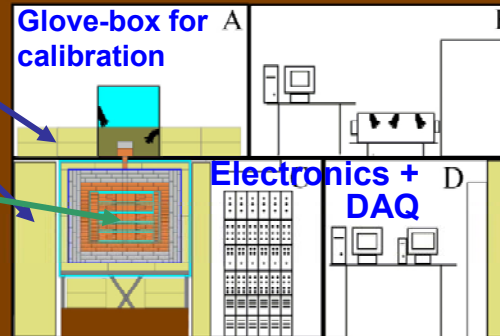 Glove-box for
calibration
A
Electronics +
DAQ
D